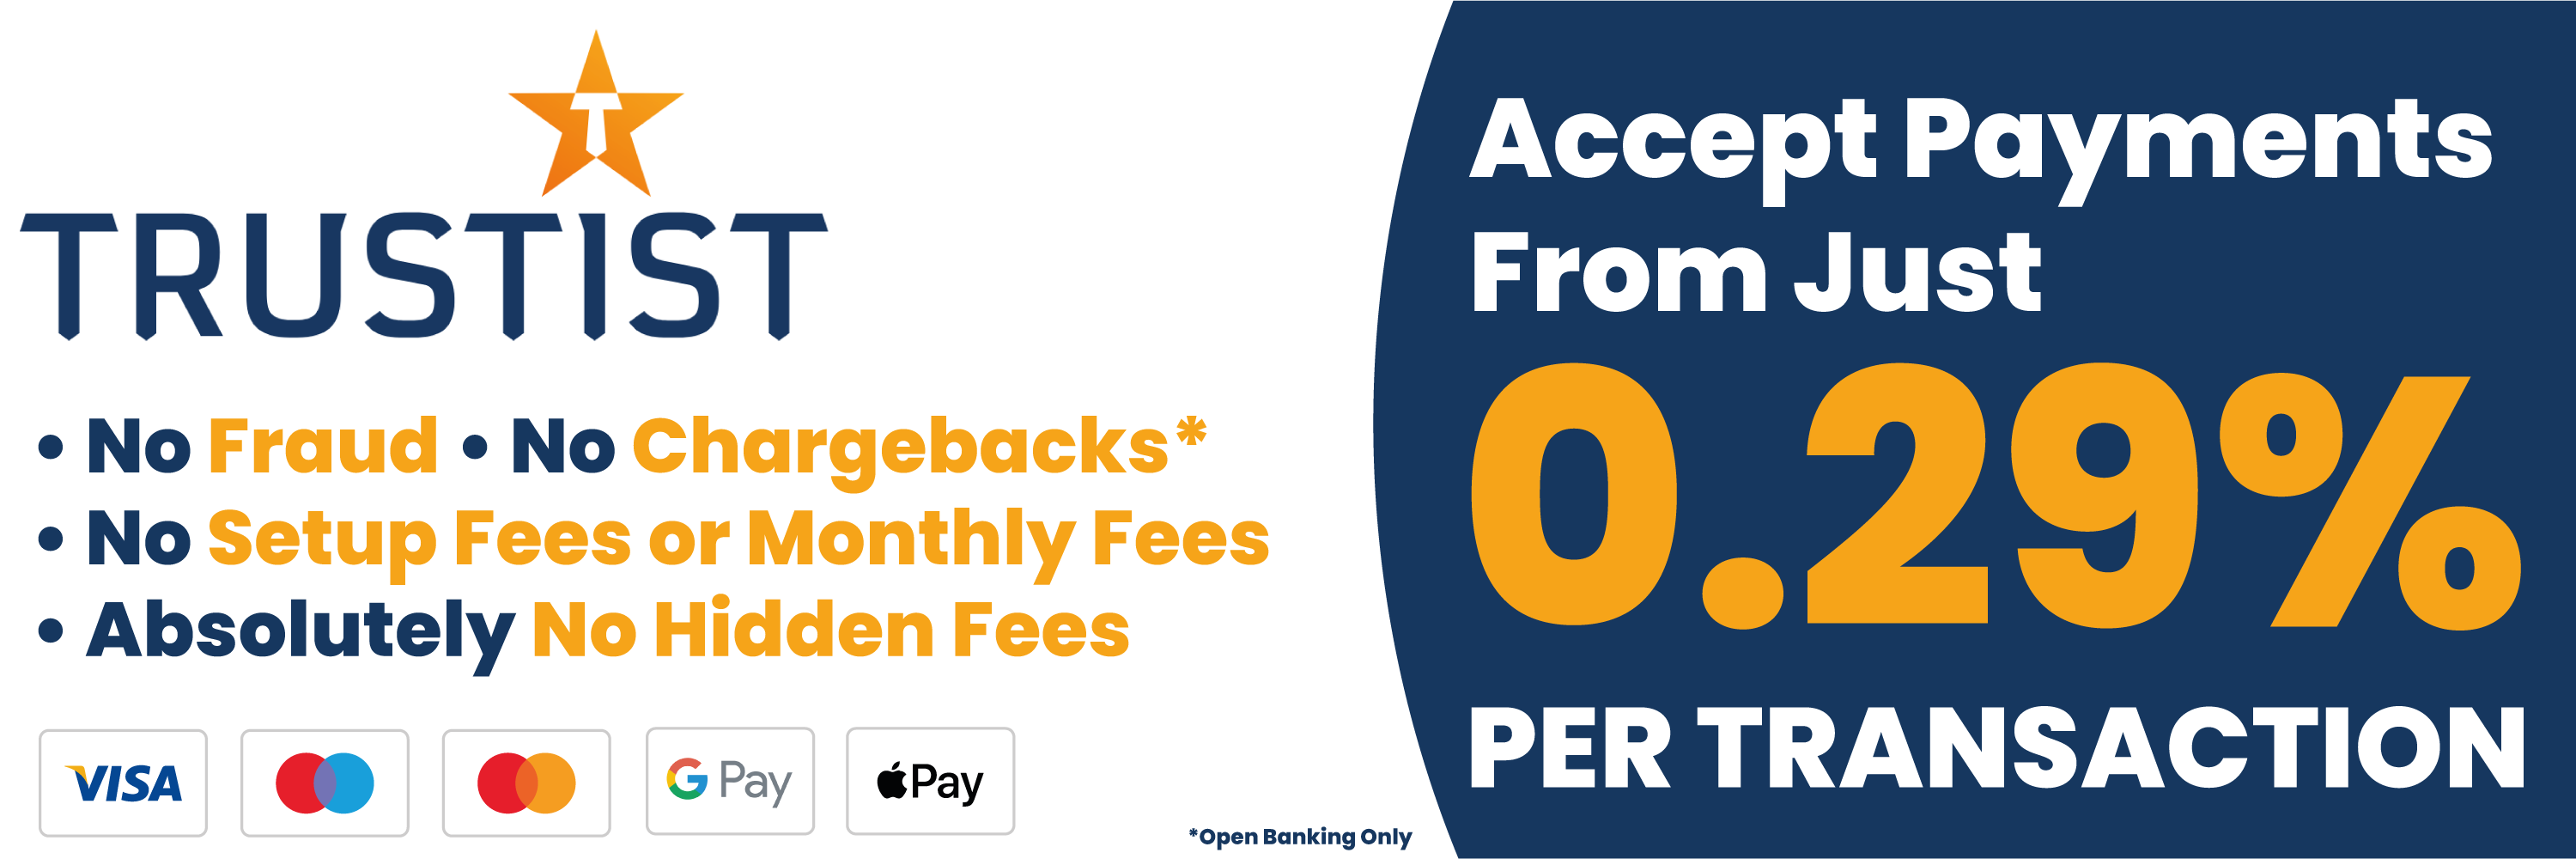 TRUSTIST
• No Fraud • No Chargebacks*
• No Setup Fees or Monthly Fees
• Absolutely No Hidden Fees
VISA
G Pay
Pay
*Open Banking Only
Accept Payments
From Just
0.29%
PER TRANSACTION